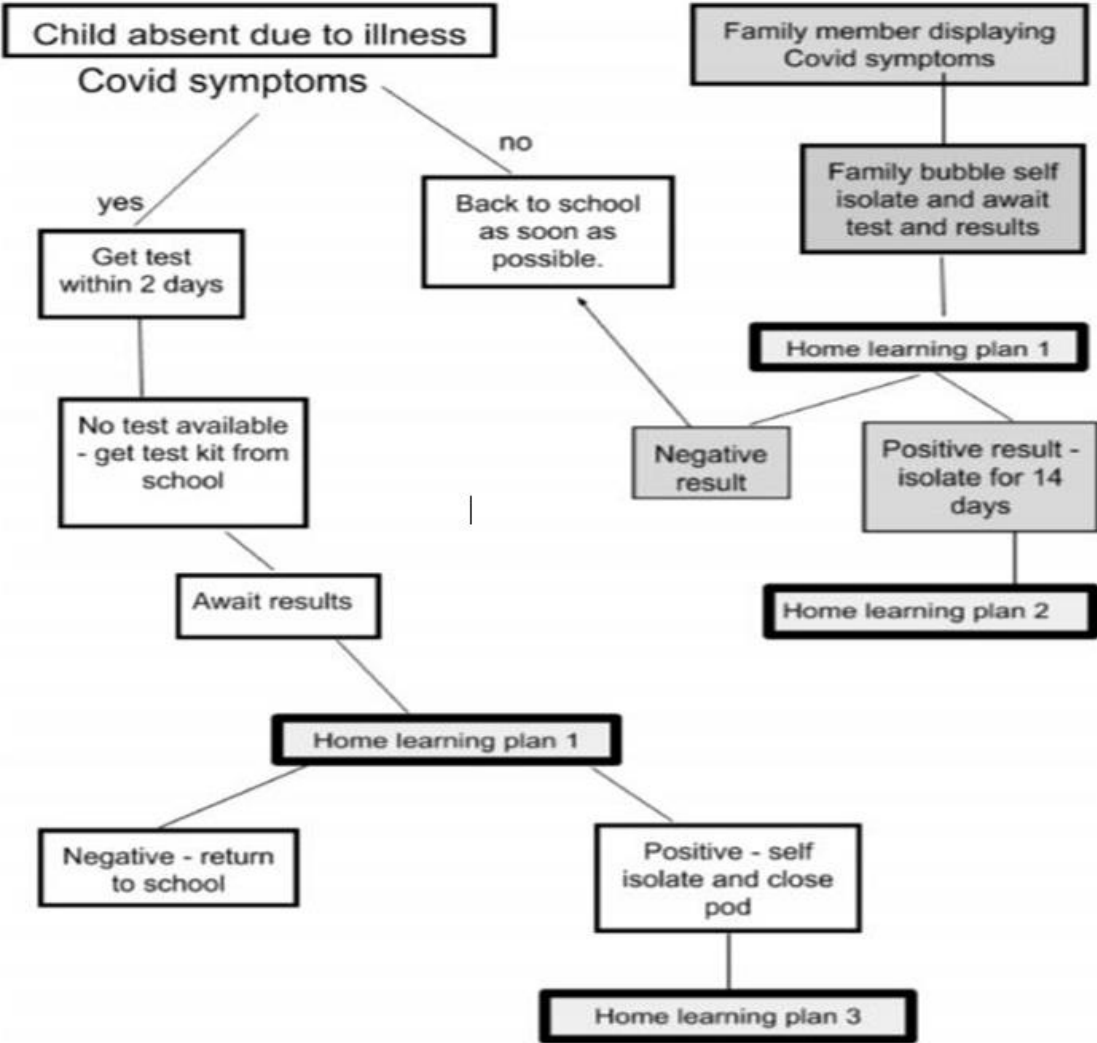 Child absent due to illness
Covid symptoms
yes
no
Get test
within 2 days
Back to school
as soon as
possible.
No test available
- get test kit from
school
Await results
Home learning plan 1
Negative - return
to school
Positive - self
isolate and close
pod
Home learning plan 3
Family member displaying
Covid symptoms
Family bubble self
isolate and await
test and results
Home learning plan 1
Negative
result
Positive result -
isolate for 14
days
Home learning plan 2